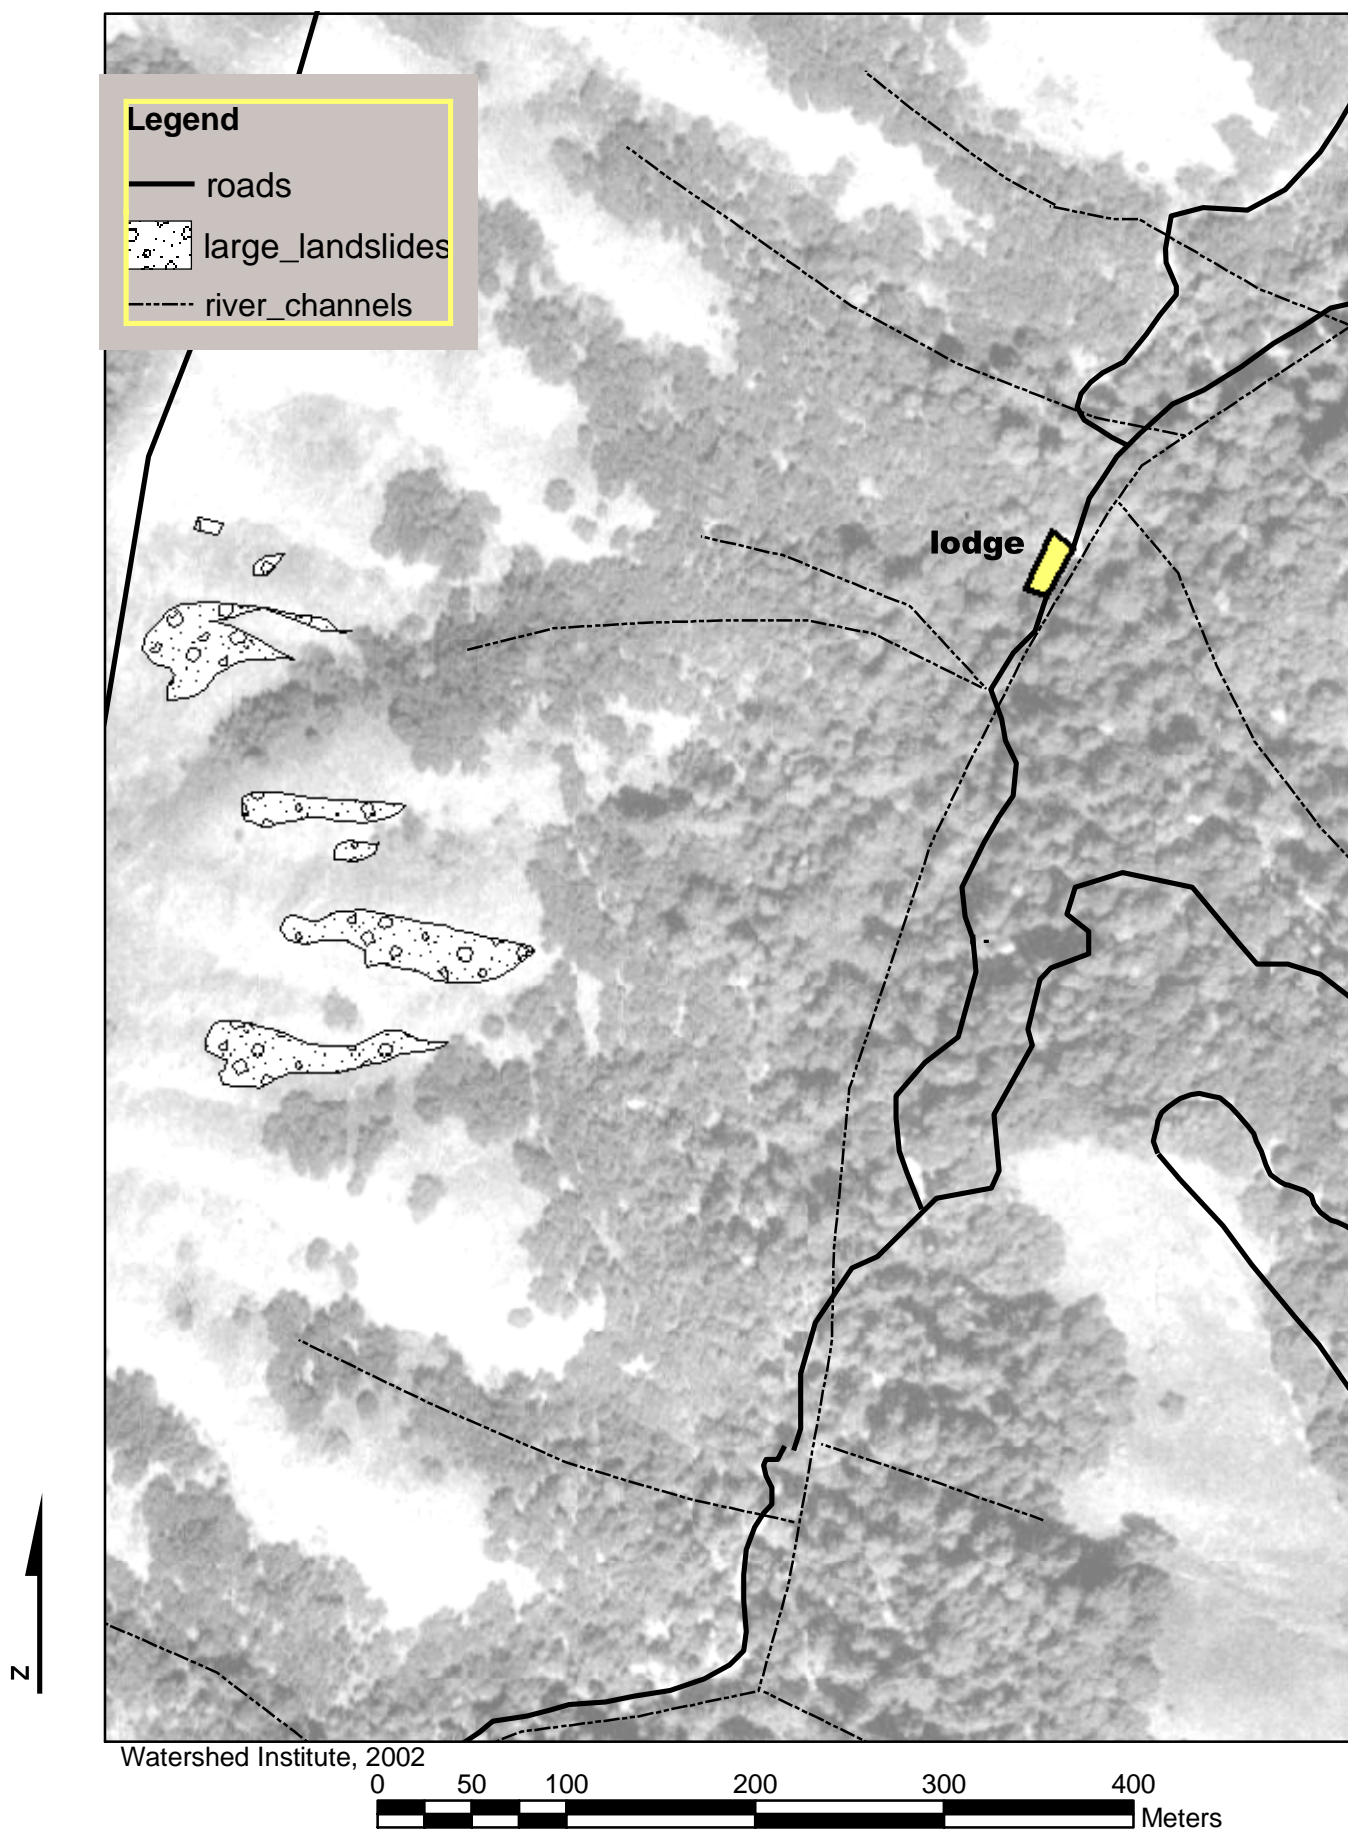 Legend
roads
large_landslides
river_channels
lodge
N
Watershed Institute, 2002
0 50 100 200 300 400
Meters